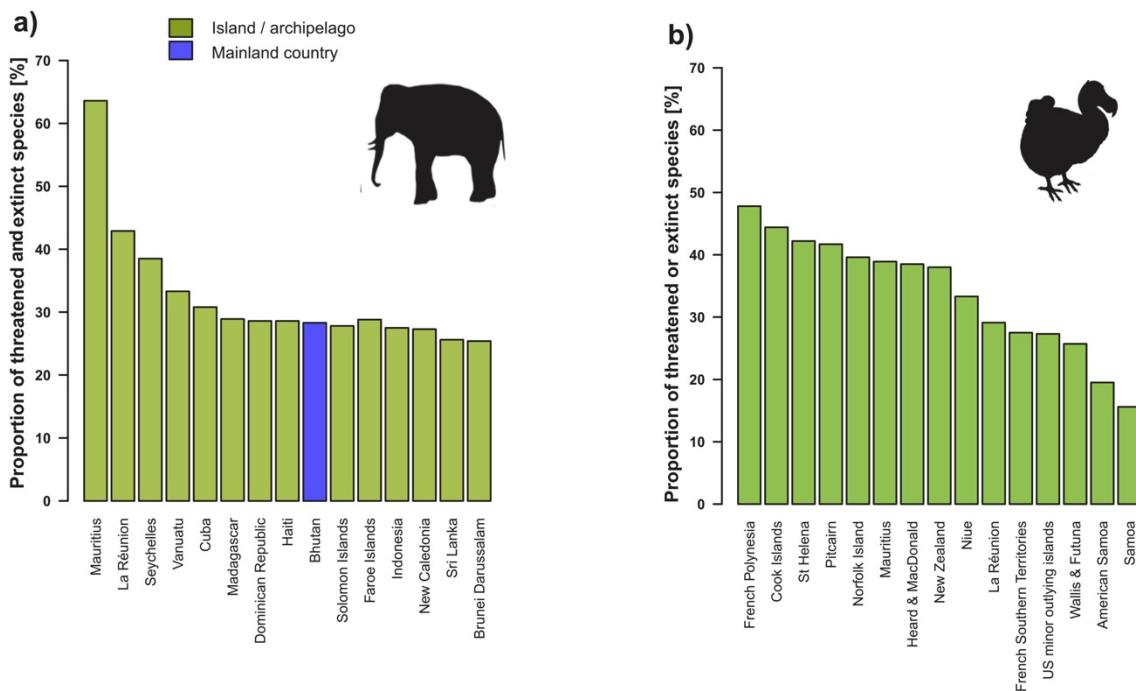 a)
Island / archipelago
Mainland country
Proportion of threatened and extinct species [%]
70
60
50
40
30
20
10
0
Mauritius
La Réunion
Seychelles
Vanuatu
Cuba
Madagascar
Dominican Republic
Haiti
Bhutan
Solomon Islands
Faroe Islands
Indonesia
New Caledonia
Sri Lanka
Brunei Darussalam
b)
Proportion of threatened or extinct species [%]
70
60
50
40
30
20
10
0
French Polynesia
Cook Islands
St Helena
Pitcairn
Norfolk Island
Mauritius
Heard & MacDonald
New Zealand
Niue
La Réunion
French Southern Territories
US minor outlying islands
Wallis & Futuna
American Samoa
Samoa